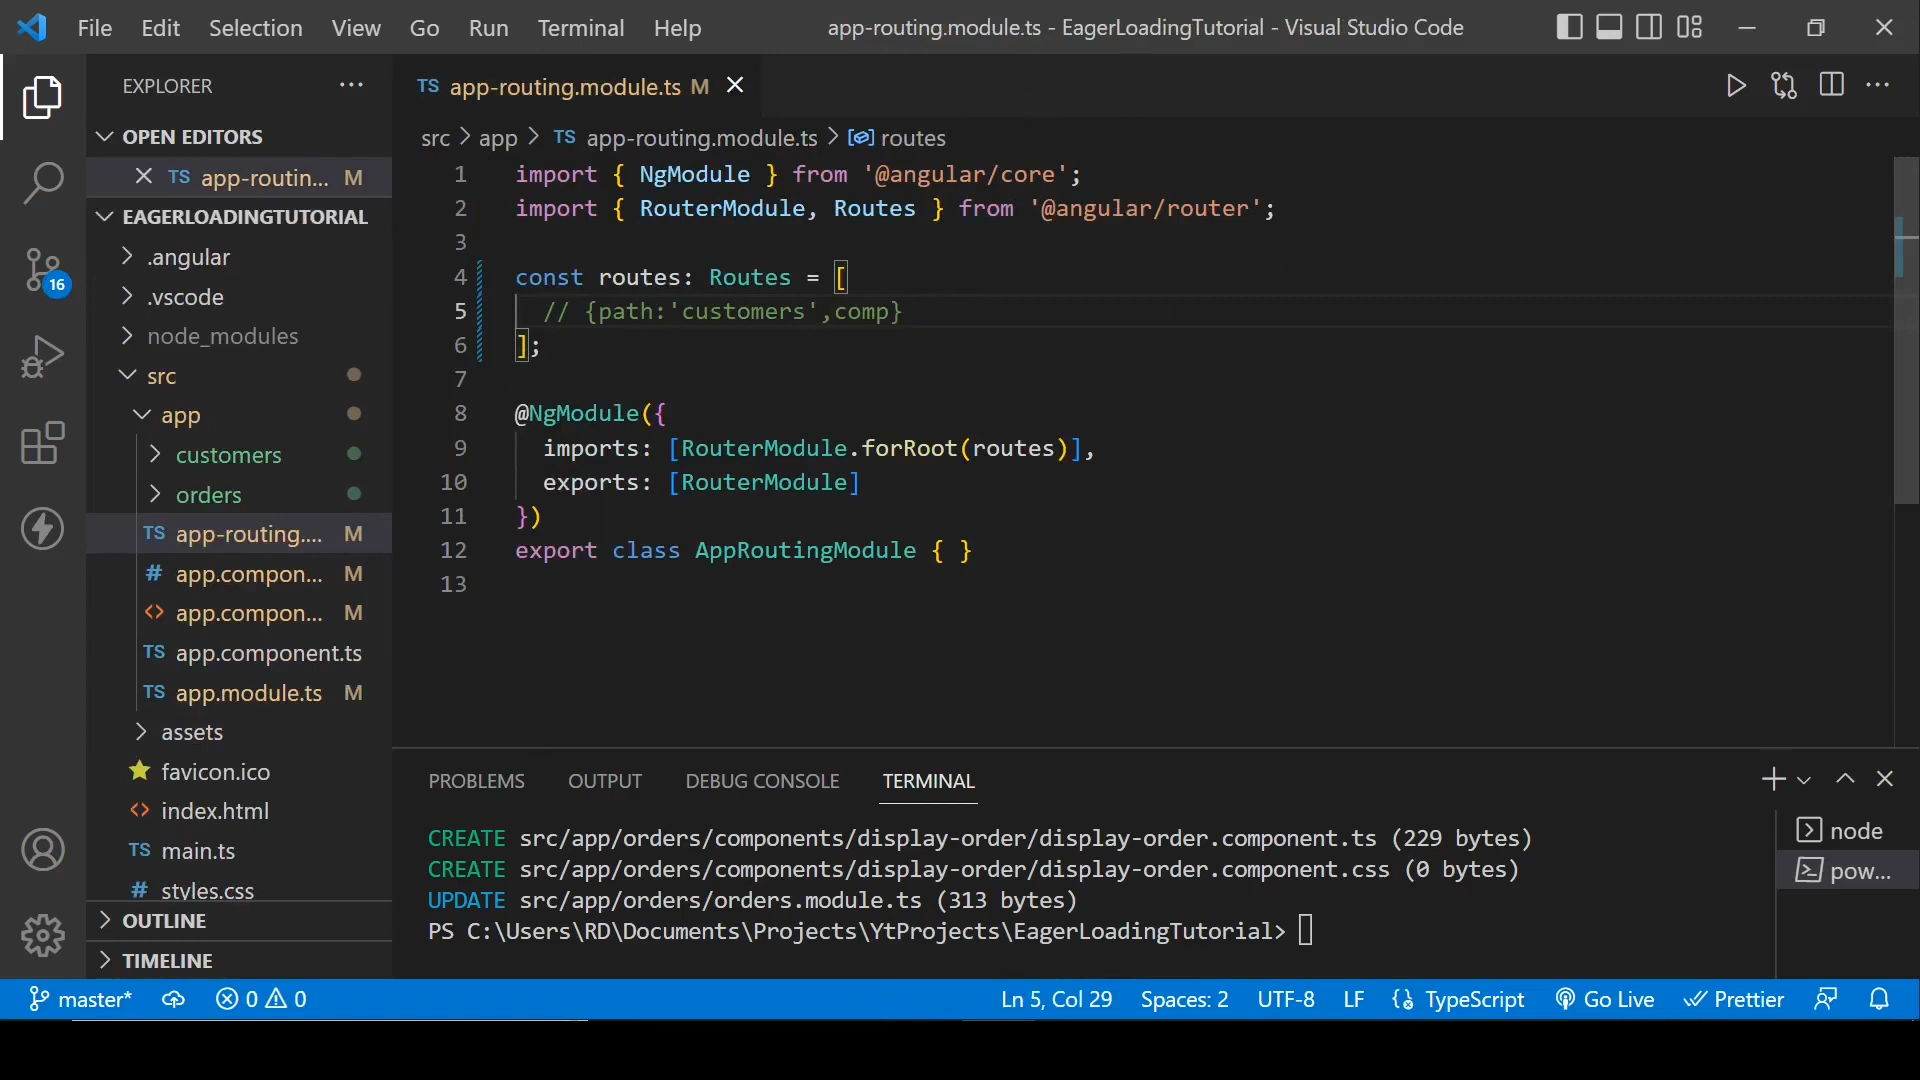 File Edit Selection View Go Run Terminal Help app-routing.module.ts - EagerLoadingTutorial - Visual Studio Code
EXPLORER
OPEN EDITORS
TS app-routin... M
EAGERLOADINGTUTORIAL
.angular
.vscode
node_modules
src
app
customers
orders
TS app-routing.... M
# app.compon... M
<> app.compon... M
TS app.component.ts
TS app.module.ts M
assets
favicon.ico
<> index.html
TS main.ts
# styles.css
OUTLINE
TIMELINE
16
TS app-routing.module.ts M
src > app > TS app-routing.module.ts > routes
1 import { NgModule } from '@angular/core';
2 import { RouterModule, Routes } from '@angular/router';
3
4 const routes: Routes = [
5 // {path:'customers',comp}
6 ];
7
8 @NgModule({
9 imports: [RouterModule.forRoot(routes)],
10 exports: [RouterModule]
11 })
12 export class AppRoutingModule { }
13
PROBLEMS OUTPUT DEBUG CONSOLE TERMINAL
CREATE src/app/orders/components/display-order/display-order.component.ts (229 bytes)
CREATE src/app/orders/components/display-order/display-order.component.css (0 bytes)
UPDATE src/app/orders/orders.module.ts (313 bytes)
PS C:\Users\RD\Documents\Projects\YtProjects\EagerLoadingTutorial>
node
pow...
master* 0 0 Ln 5, Col 29 Spaces: 2 UTF-8 LF TypeScript Go Live Prettier